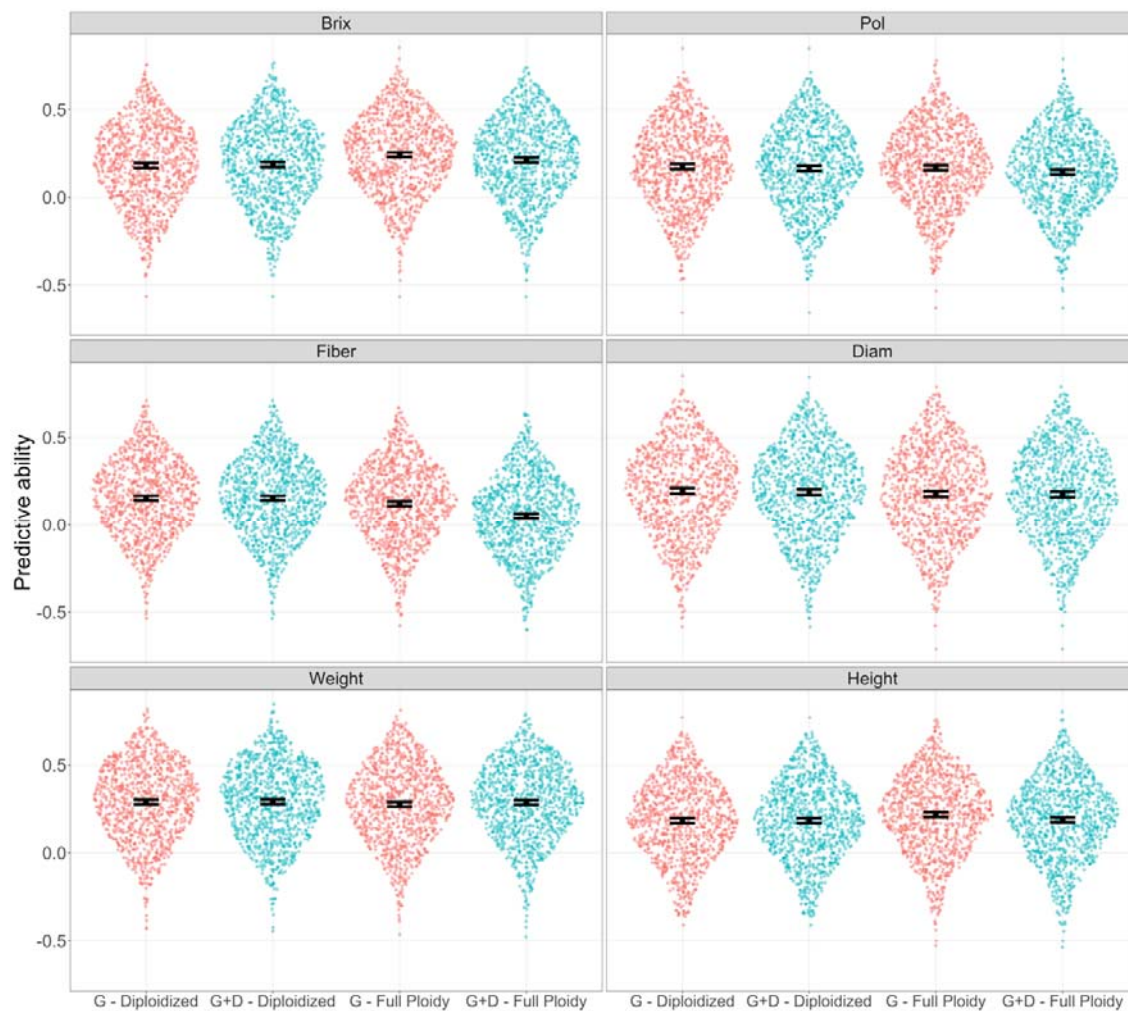 Brix
Pol
0.5
0.0
-0.5
Fiber
Diam
0.5
0.0
-0.5
Predictive ability
Weight
Height
0.5
0.0
-0.5
G - Diploidized G+D - Diploidized G - Full Ploidy G+D - Full Ploidy
G - Diploidized G+D - Diploidized G - Full Ploidy G+D - Full Ploidy